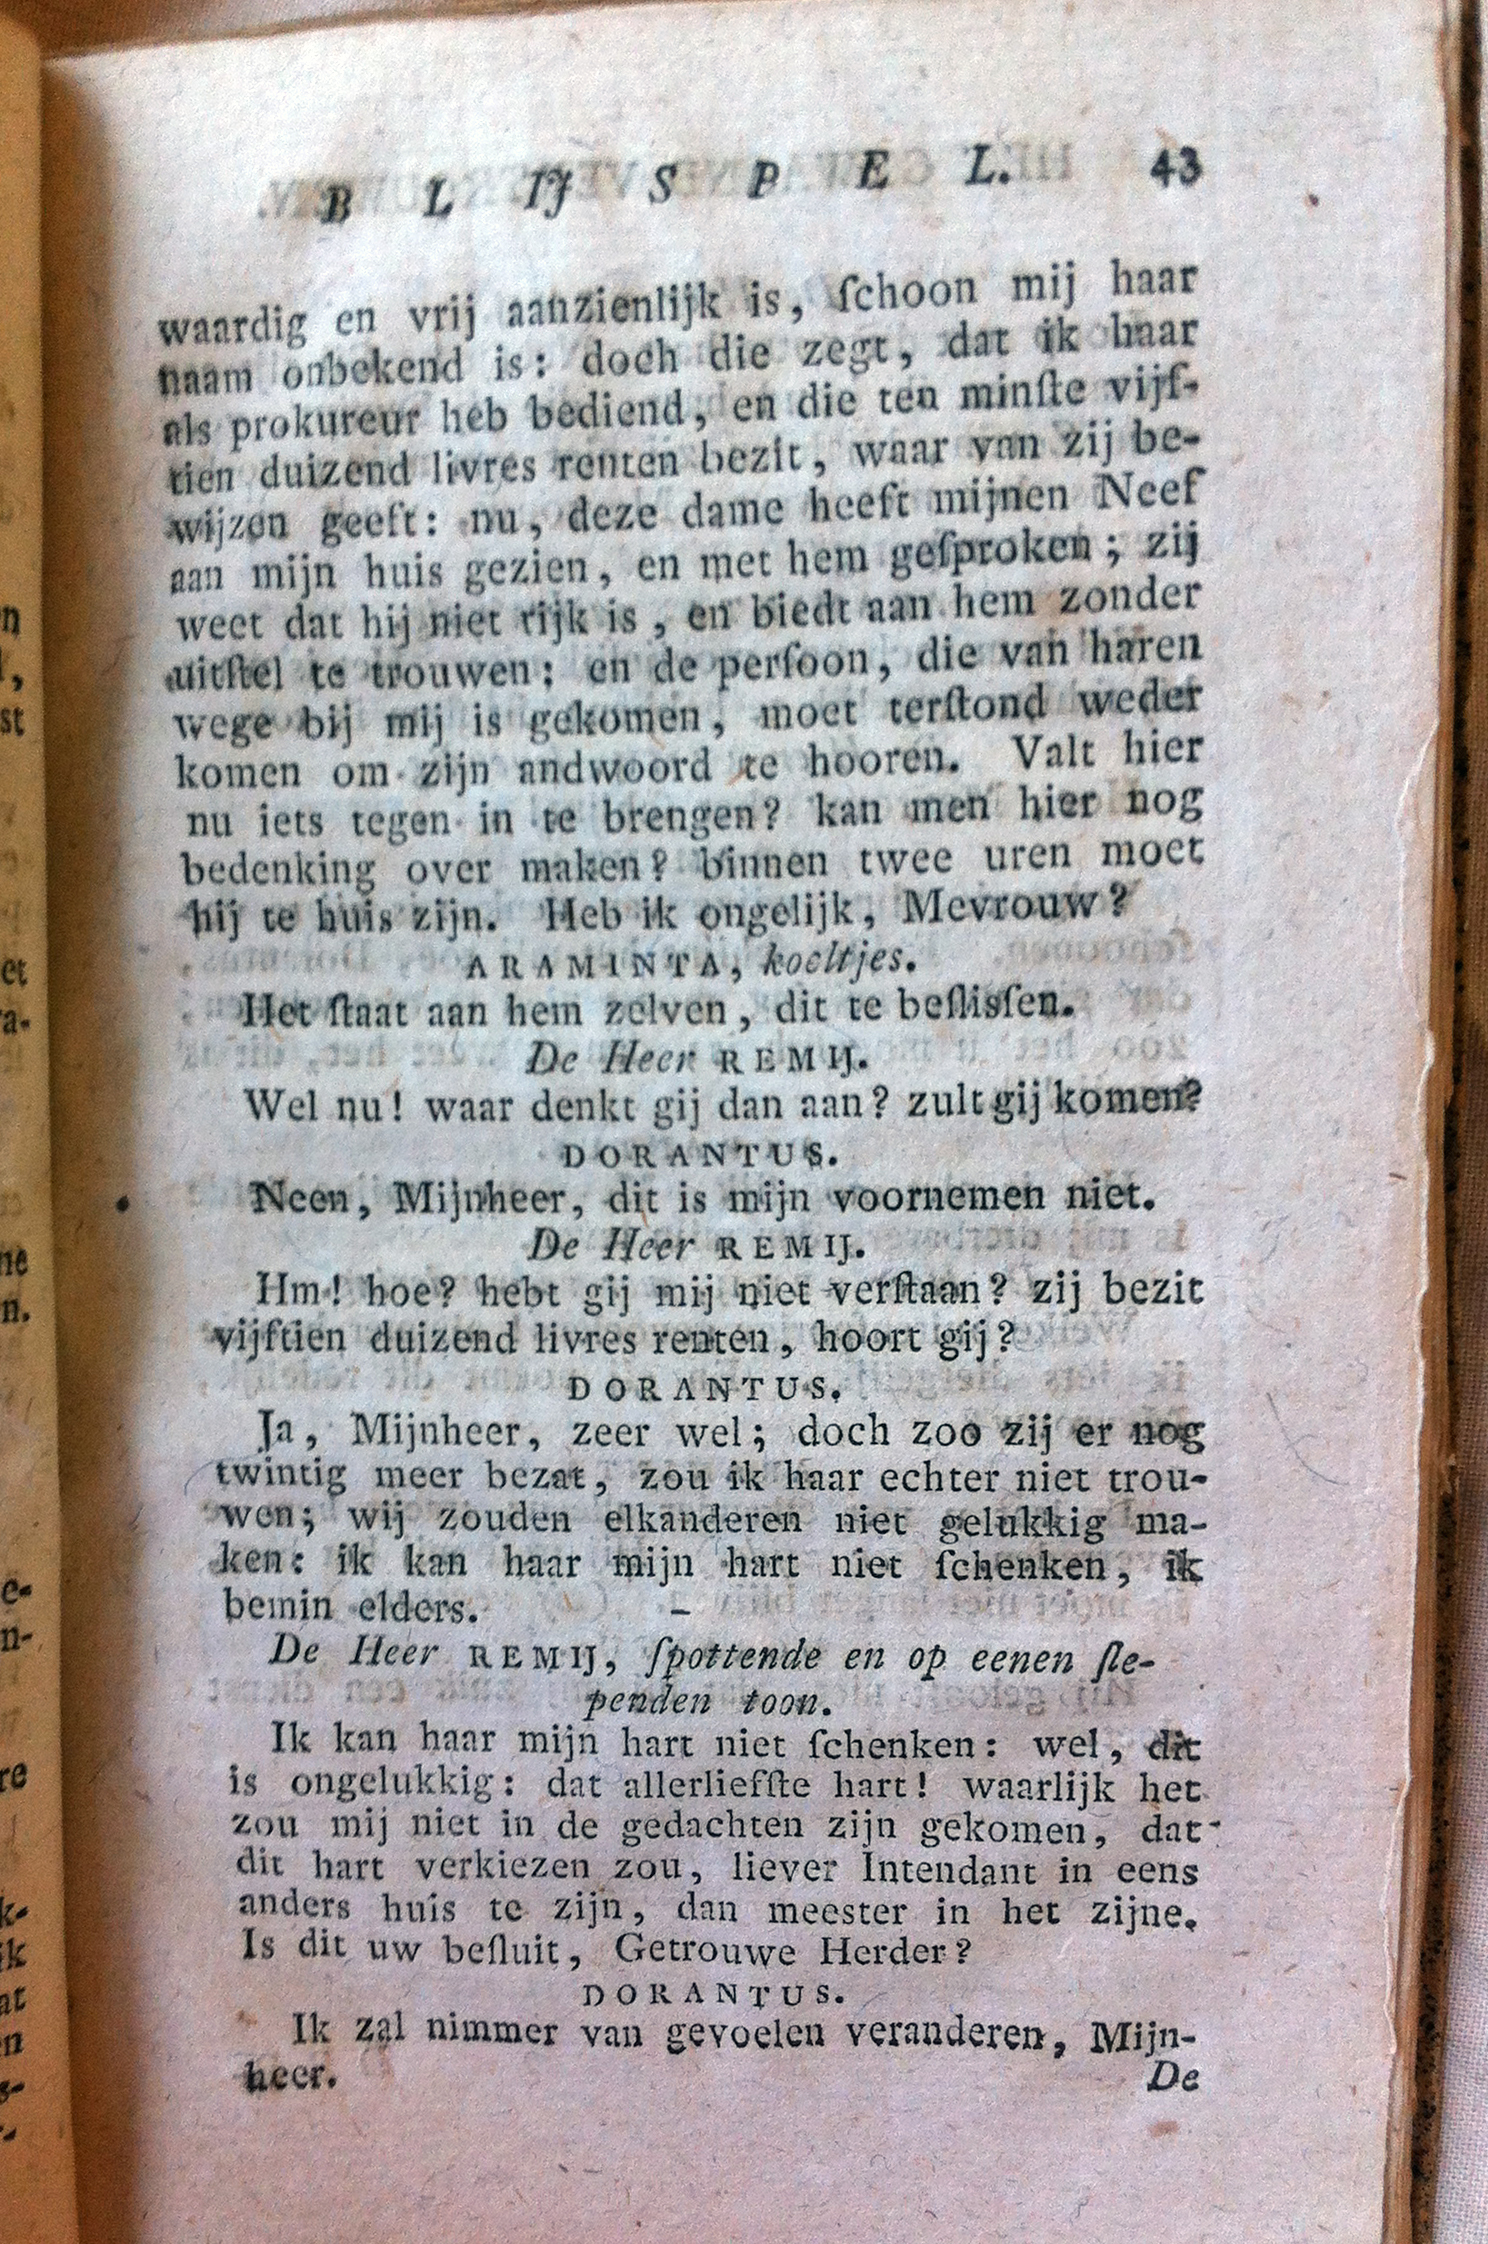 B L IJ S P E L. 43
waardig en vrij aanzienlijk is, ſchoon mij haar
naam onbekend is: doch die zegt, dat ik haar
als prokureur heb bediend, en die ten minſte vijf-
tien duizend livres renten bezit, waar van zij be-
wijzen geeft: nu, deze dame heeft mijnen Neef
aan mijn huis gezien, en met hem geſproken; zij
weet dat hij niet rijk is, en biedt aan hem zonder
uitſtel te trouwen: en de perſoon, die van haren
wege bij mij is gekomen, moet terſtond weder
komen om zijn andwoord te hooren. Valt hier
nu iets tegen in te brengen? kan men hier nog
bedenking over maken? binnen twee uren moet
hij te huis zijn. Heb ik ongelijk, Mevrouw?
ARAMINTA, koeltjes.
Het ſtaat aan hem zelven, dit te beſlisſen.
De Heer REMIJ.
Wel nu! waar denkt gij dan aan? zult gij komen?
DORANTUS.
Neen, Mijnheer, dit is mijn voornemen niet.
De Heer REMIJ.
Hm! hoe? hebt gij mij niet verſtaan? zij bezit
vijftien duizend livres renten, hoort gij?
DORANTUS.
Ja, Mijnheer, zeer wel; doch zoo zij er nog
twintig meer bezat, zou ik haar echter niet trou-
wen; wij zouden elkanderen niet gelukkig ma-
ken: ik kan haar mijn hart niet ſchenken, ik
bemin elders.
De Heer REMIJ, ſpottende en op eenen ſle-
penden toon.
Ik kan haar mijn hart niet ſchenken: wel, dit
is ongelukkig: dat allerliefſte hart! waarlijk het
zou mij niet in de gedachten zijn gekomen, dat
dit hart verkiezen zou, liever Intendant in eens
anders huis te zijn, dan meester in het zijne.
Is dit uw beſluit, Getrouwe Herder?
DORANTUS.
Ik zal nimmer van gevoelen veranderen, Mijn-
heer. De